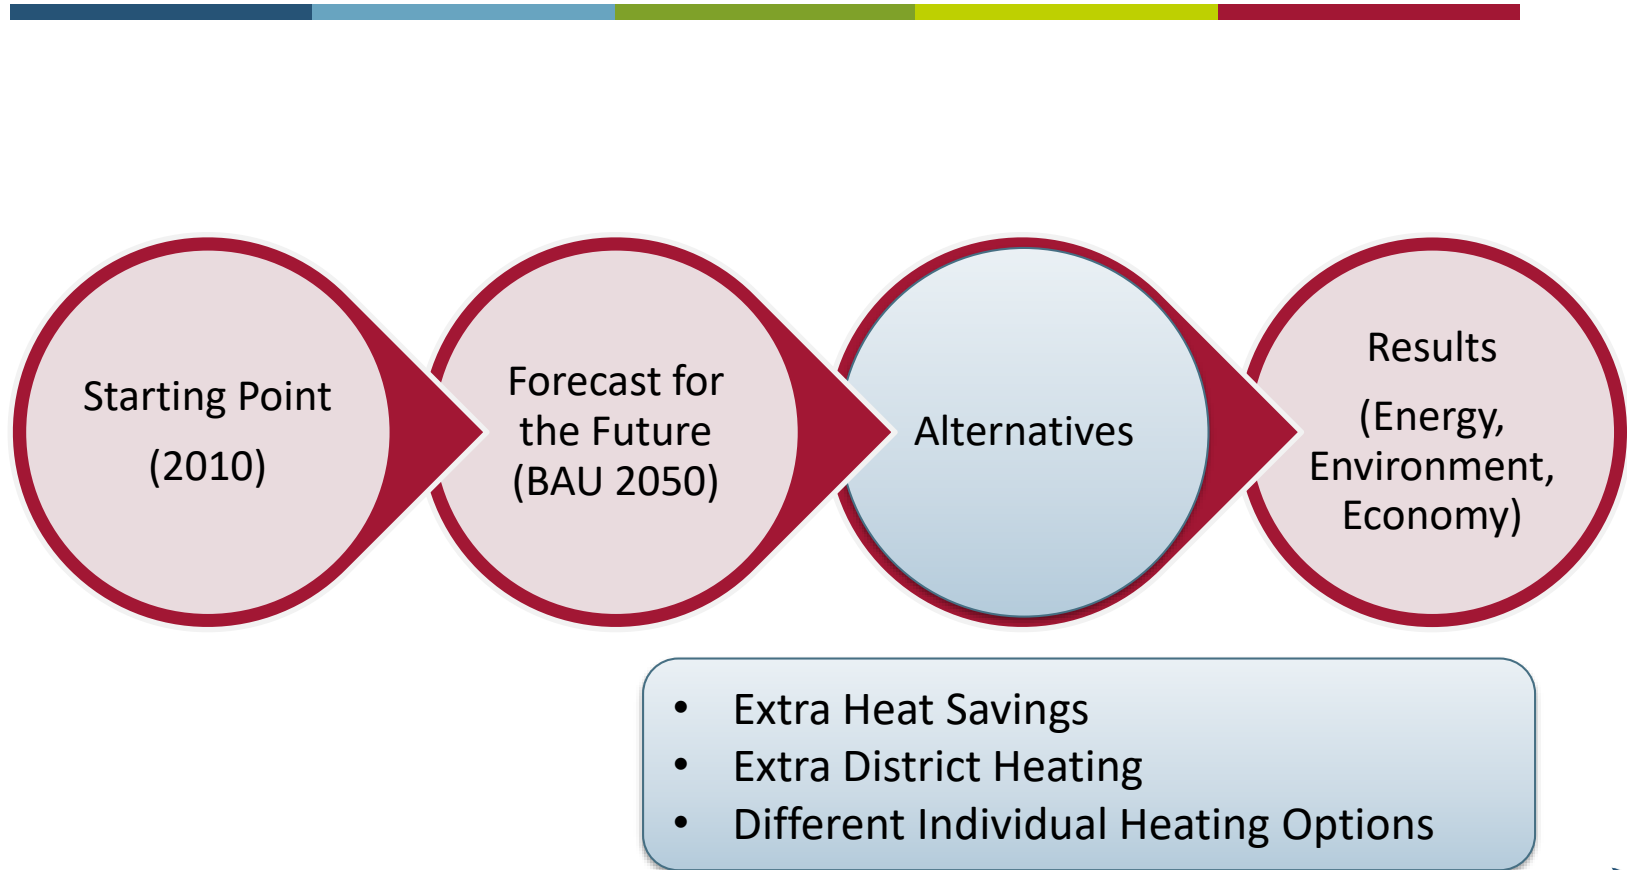 Starting Point
(2010)
Forecast for
the Future
(BAU 2050)
Alternatives
Results
(Energy,
Environment,
Economy)
• Extra Heat Savings
• Extra District Heating
• Different Individual Heating Options